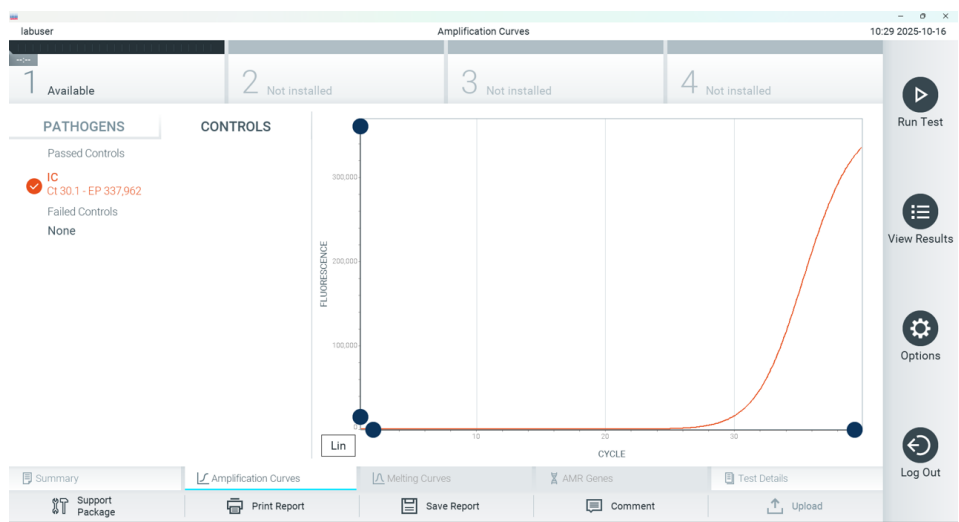 labuser
Amplification Curves
10:29 2025-10-16
--:--
1 Available
2 Not installed
3 Not installed
4 Not installed
Run Test
View Results
Options
Log Out
PATHOGENS
CONTROLS
Passed Controls
IC
Ct 30.1 - EP 337,962
Failed Controls
None
FLUORESCENCE
300,000
200,000
100,000
0
10
20
30
CYCLE
Lin
Summary
Amplification Curves
Melting Curves
AMR Genes
Test Details
Support
Package
Print Report
Save Report
Comment
Upload